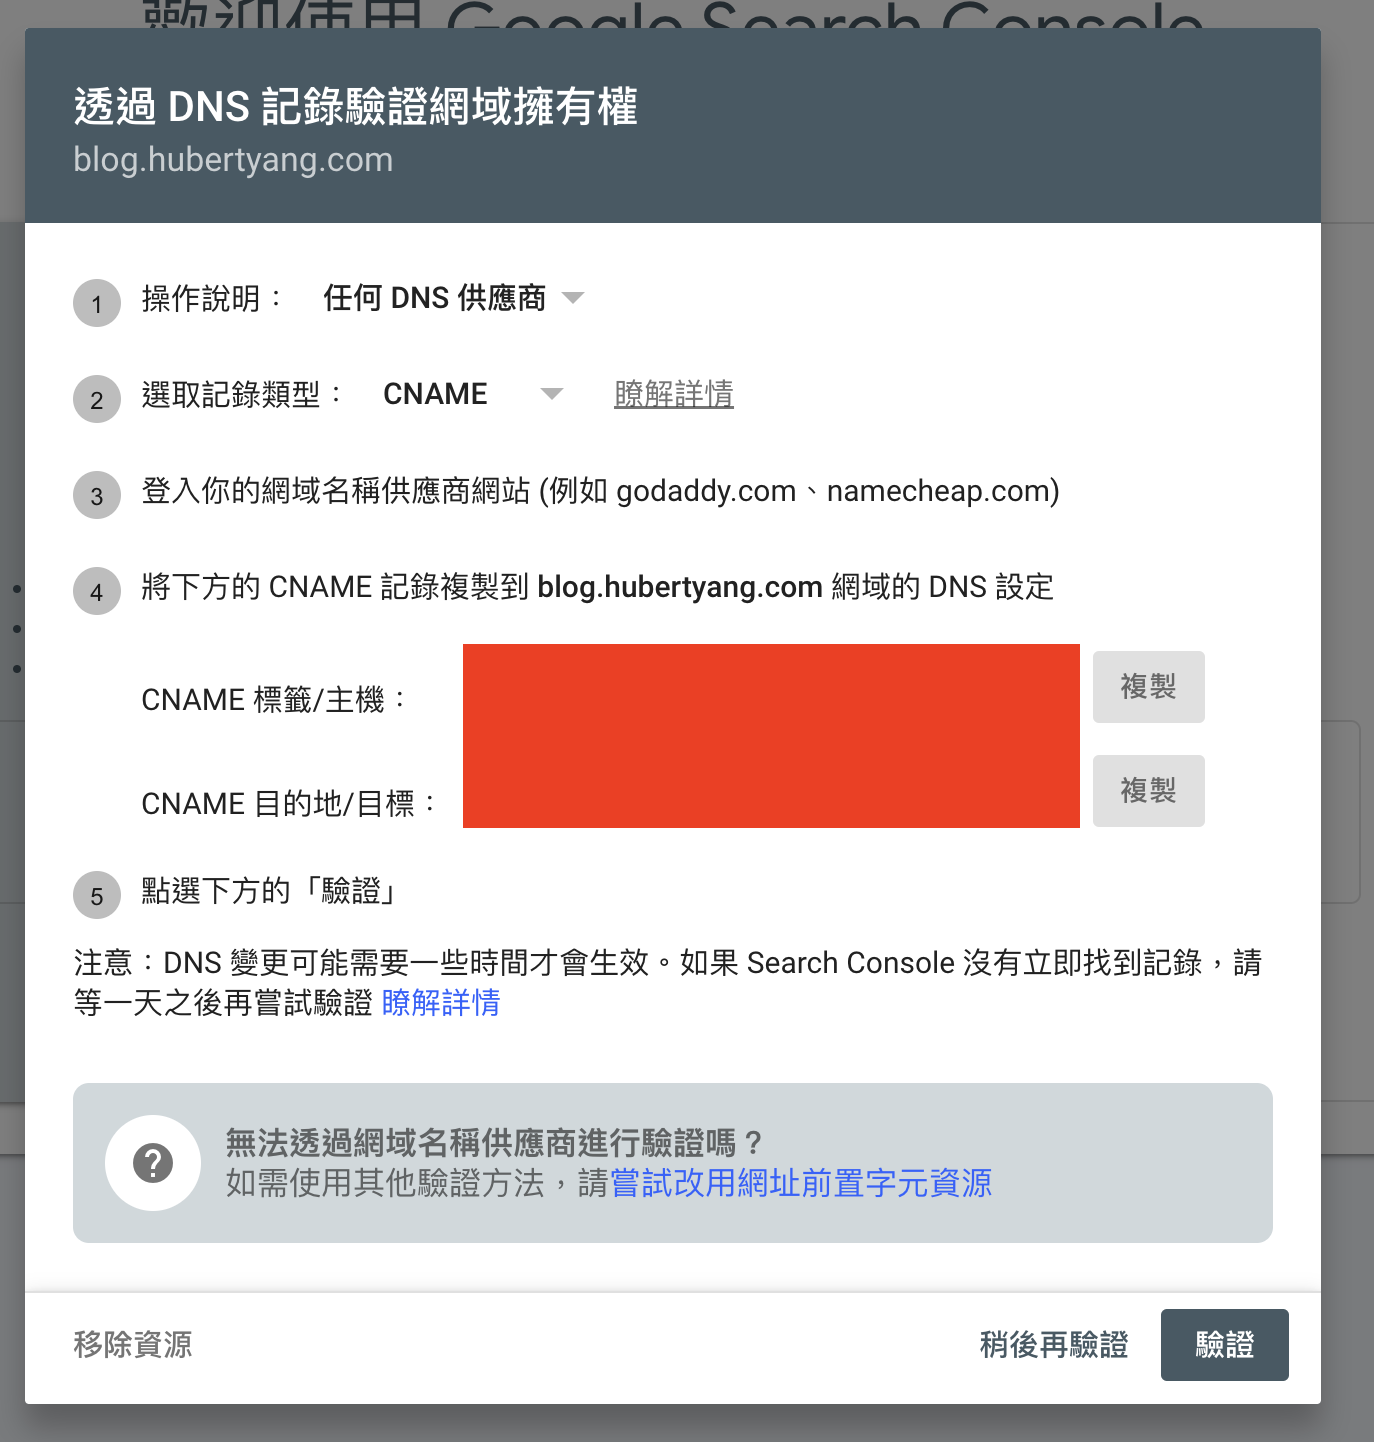 歡迎使用 Google Search Console
透過 DNS 記錄驗證網域擁有權
blog.hubertyang.com
1 操作說明： 任何 DNS 供應商
2 選取記錄類型： CNAME 瞭解詳情
3 登入你的網域名稱供應商網站 (例如 godaddy.com、namecheap.com)
4 將下方的 CNAME 記錄複製到 blog.hubertyang.com 網域的 DNS 設定
CNAME 標籤/主機： 複製
CNAME 目的地/目標： 複製
5 點選下方的「驗證」
注意：DNS 變更可能需要一些時間才會生效。如果 Search Console 沒有立即找到記錄，請
等一天之後再嘗試驗證 瞭解詳情
無法透過網域名稱供應商進行驗證嗎？
如需使用其他驗證方法，請嘗試改用網址前置字元資源
移除資源 稍後再驗證 驗證